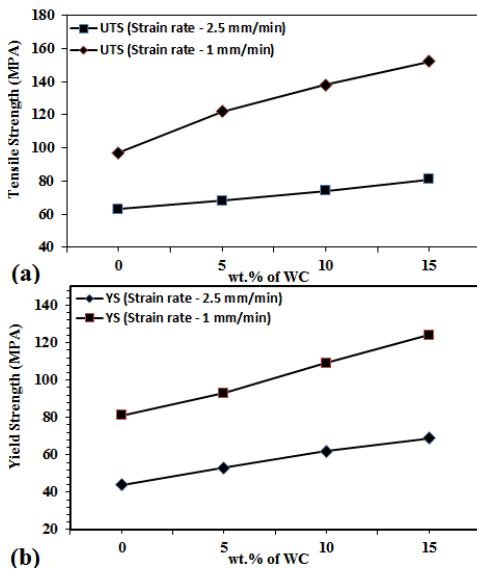 180
160
140
120
100
80
60
40
Tensile Strength (MPA)
UTS (Strain rate - 2.5 mm/min)
UTS (Strain rate - 1 mm/min)
0 5 10 15
wt.% of WC
(a)
140
120
100
80
60
40
20
Yield Strength (MPA)
YS (Strain rate - 2.5 mm/min)
YS (Strain rate - 1 mm/min)
0 5 10 15
wt.% of WC
(b)